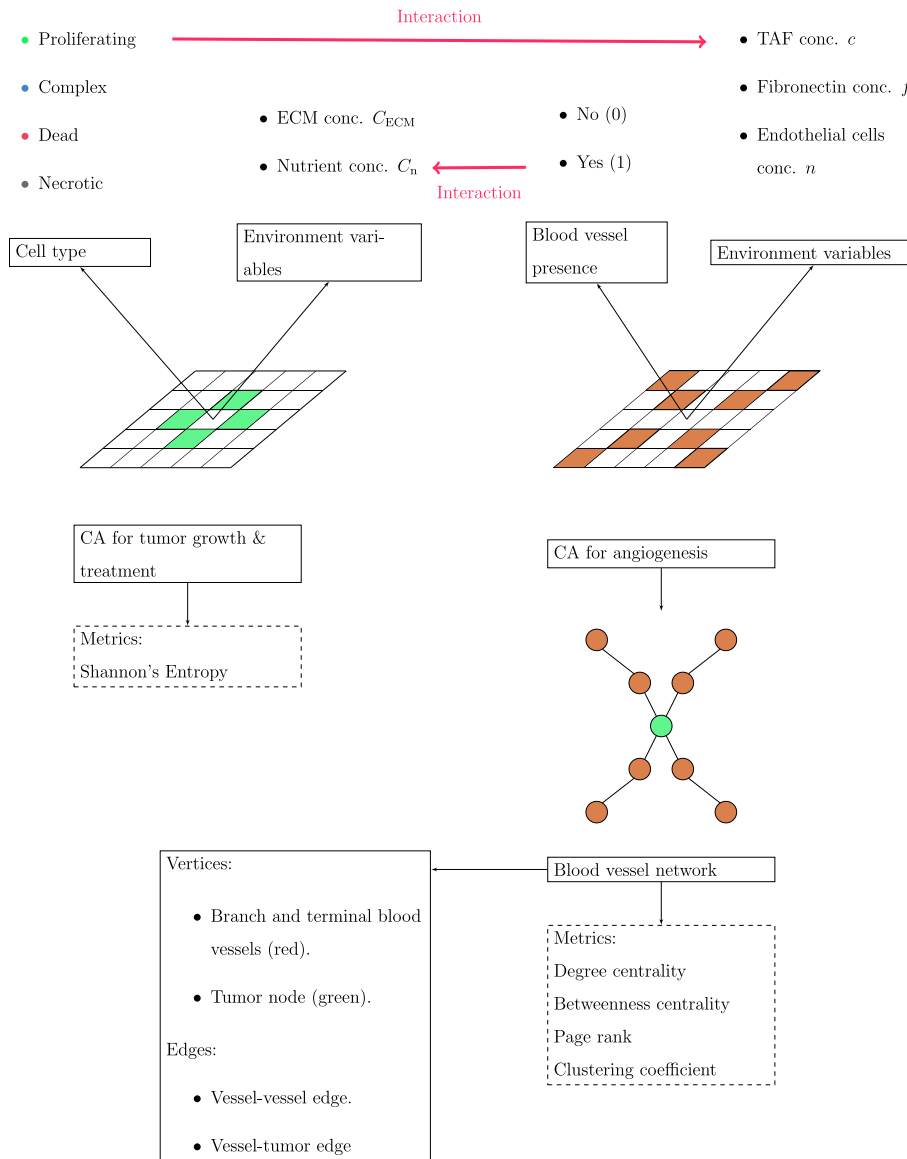 Interaction
• Proliferating
• Complex
• Dead
• Necrotic
• ECM conc. C_ECM
• Nutrient conc. C_n
• No (0)
• Yes (1)
Interaction
• TAF conc. c
• Fibronectin conc. f
• Endothelial cells
conc. n
Cell type
Environment vari-
ables
Blood vessel
presence
Environment variables
CA for tumor growth &
treatment
Metrics:
Shannon's Entropy
CA for angiogenesis
Blood vessel network
Metrics:
Degree centrality
Betweenness centrality
Page rank
Clustering coefficient
Vertices:
• Branch and terminal blood
vessels (red).
• Tumor node (green).
Edges:
• Vessel-vessel edge.
• Vessel-tumor edge